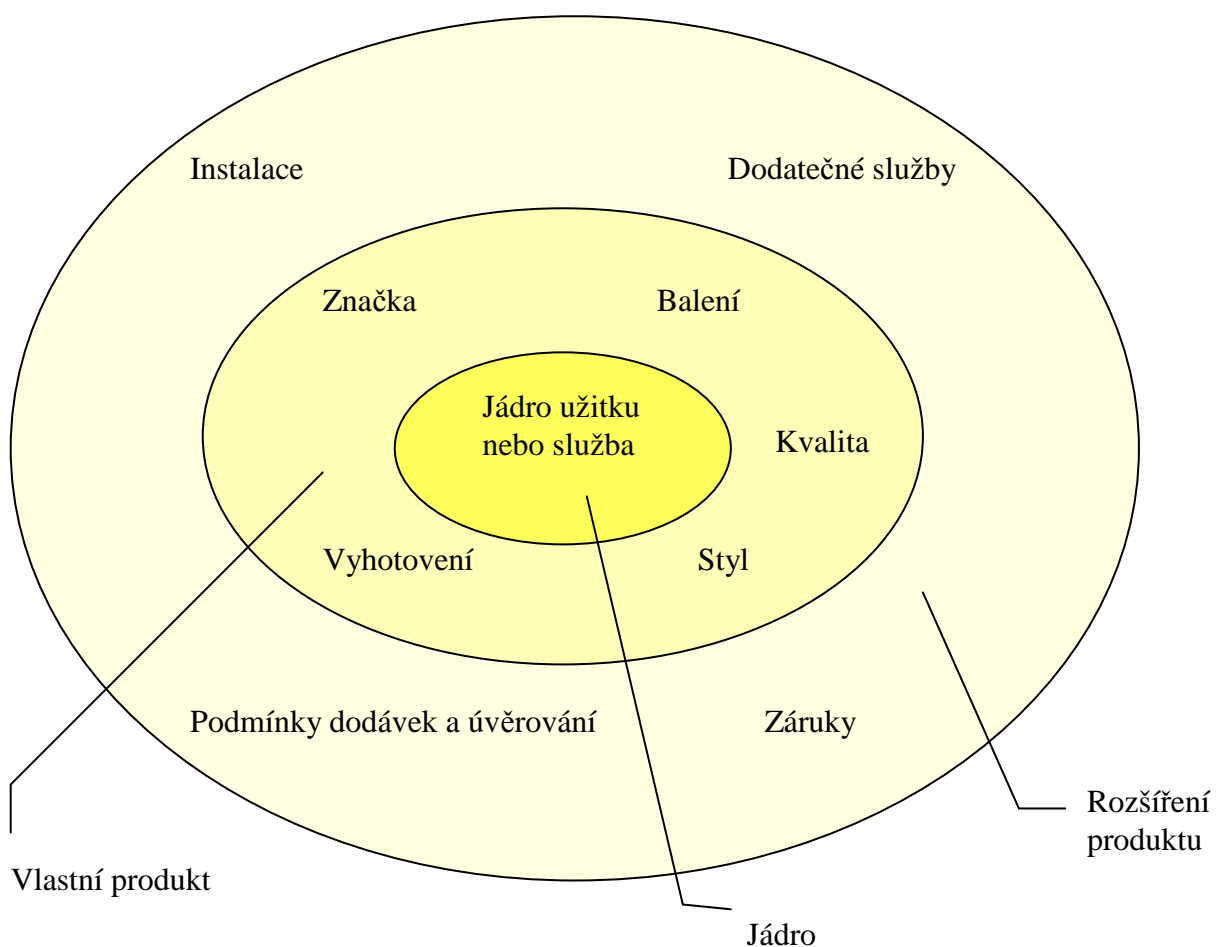 Instalace
Dodatečné služby
Značka
Balení
Jádro užitku
nebo služba
Kvalita
Vyhotovení
Styl
Podmínky dodávek a úvěrování
Záruky
Rozšíření
produktu
Vlastní produkt
Jádro